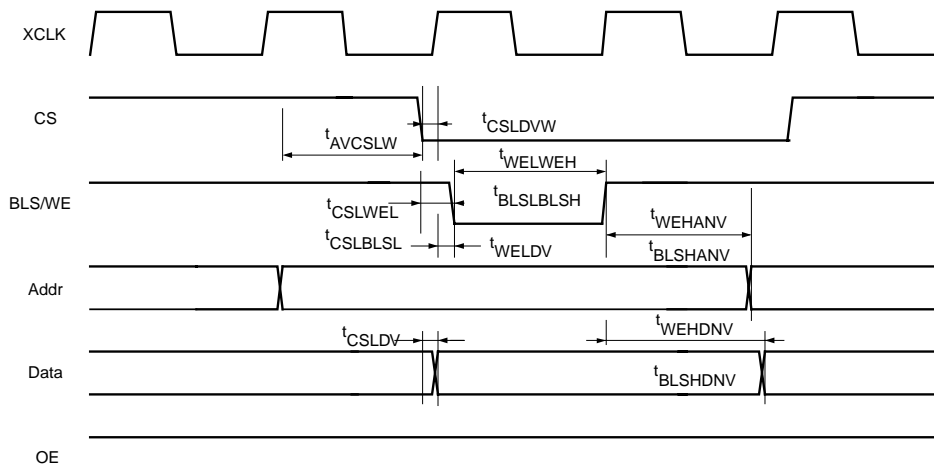 XCLK
CS
tCSLDVW
tAVCSLW
tWELWEH
BLS/WE
tCSLWEL
tBLSLBLSH
tWEHANV
tCSLBLSL
tWELDV
tBLSHANV
Addr
tCSLDV
tWEHDNV
Data
tBLSHDNV
OE